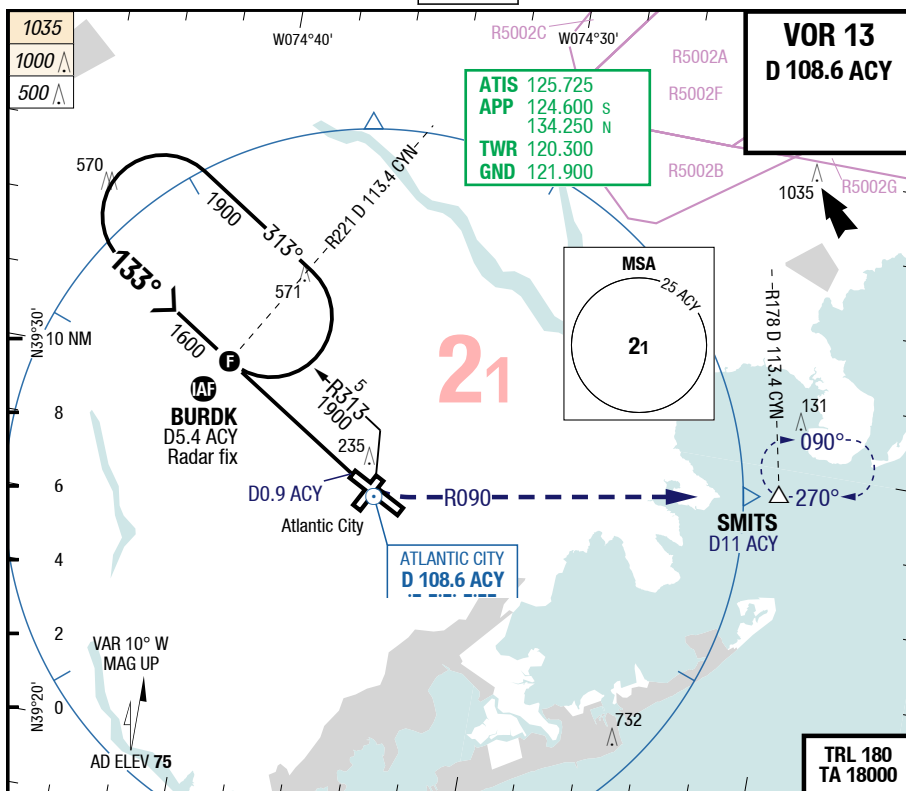 1035
1000
500
W074°40'
W074°30'
R5002C
R5002A
R5002F
R5002B
R5002G
VOR 13
D 108.6 ACY
ATIS 125.725
APP 124.600 S
134.250 N
TWR 120.300
GND 121.900
1035
570
1900
313°
R221 D 113.4 CYN
571
133°
1600
F
IAF
BURDK
D5.4 ACY
Radar fix
5
R313
1900
235
D0.9 ACY
Atlantic City
R090
ATLANTIC CITY
D 108.6 ACY
MSA
25 ACY
21
21
R178 D 113.4 CYN
131
090°
270°
SMITS
D11 ACY
N39°30'
10 NM
8
6
4
2
0
N39°20'
VAR 10° W
MAG UP
AD ELEV 75
732
TRL 180
TA 18000